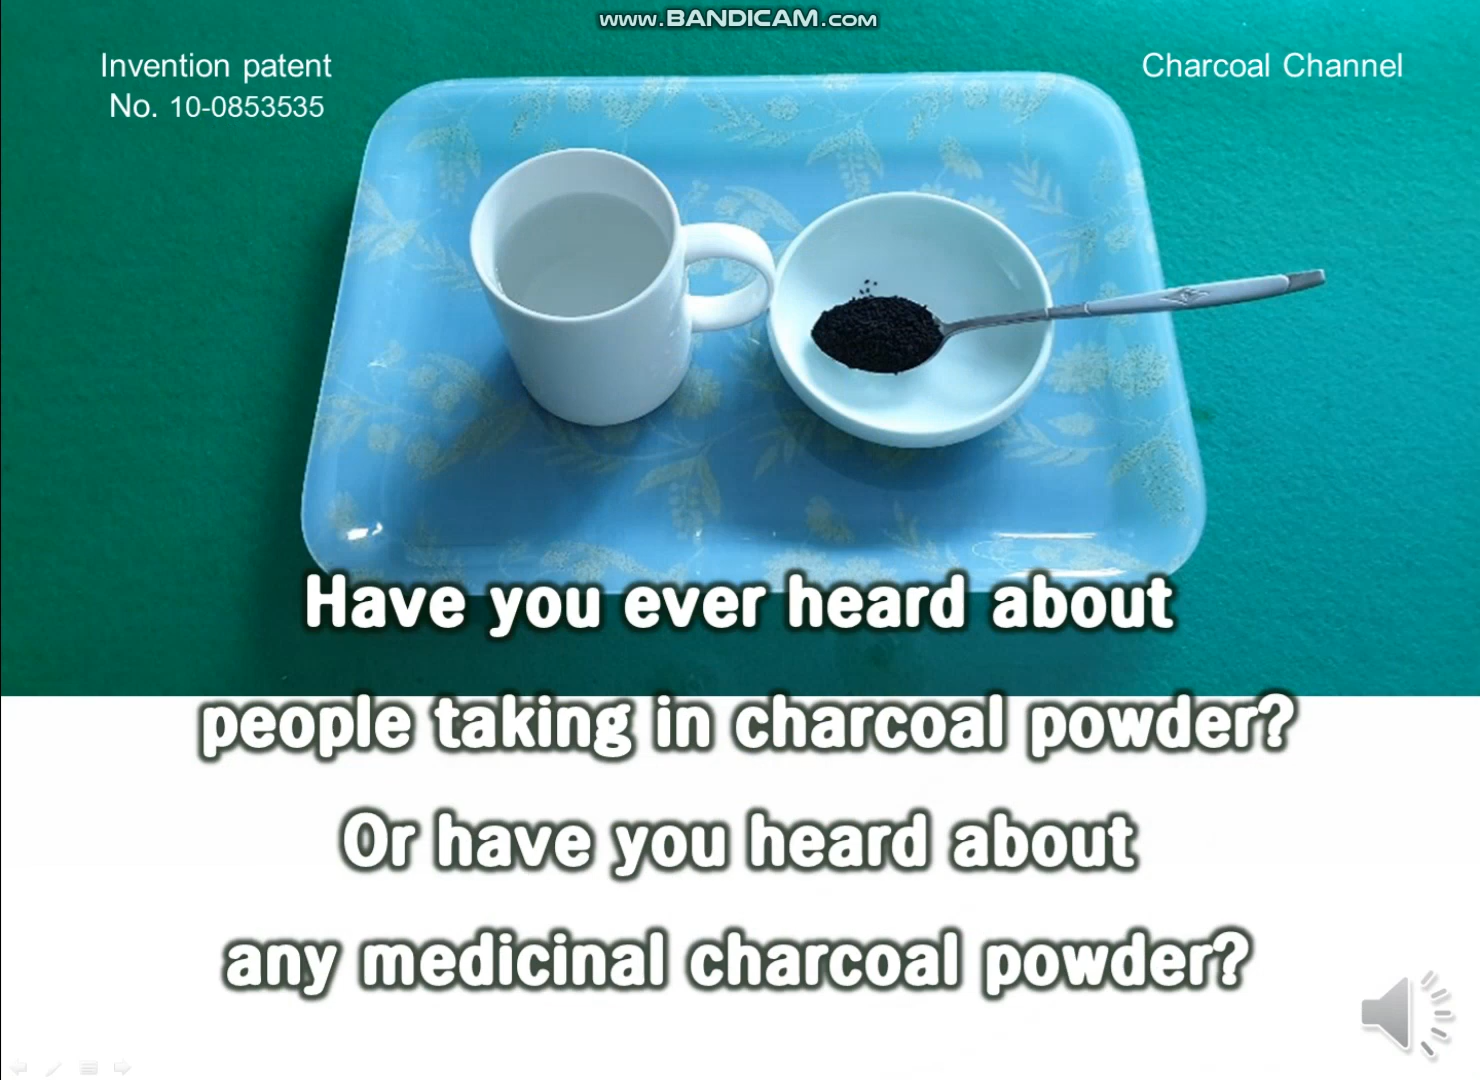 www.BANDICAM.com
Invention patent
No. 10-0853535
Charcoal Channel
Have you ever heard about
people taking in charcoal powder?
Or have you heard about
any medicinal charcoal powder?